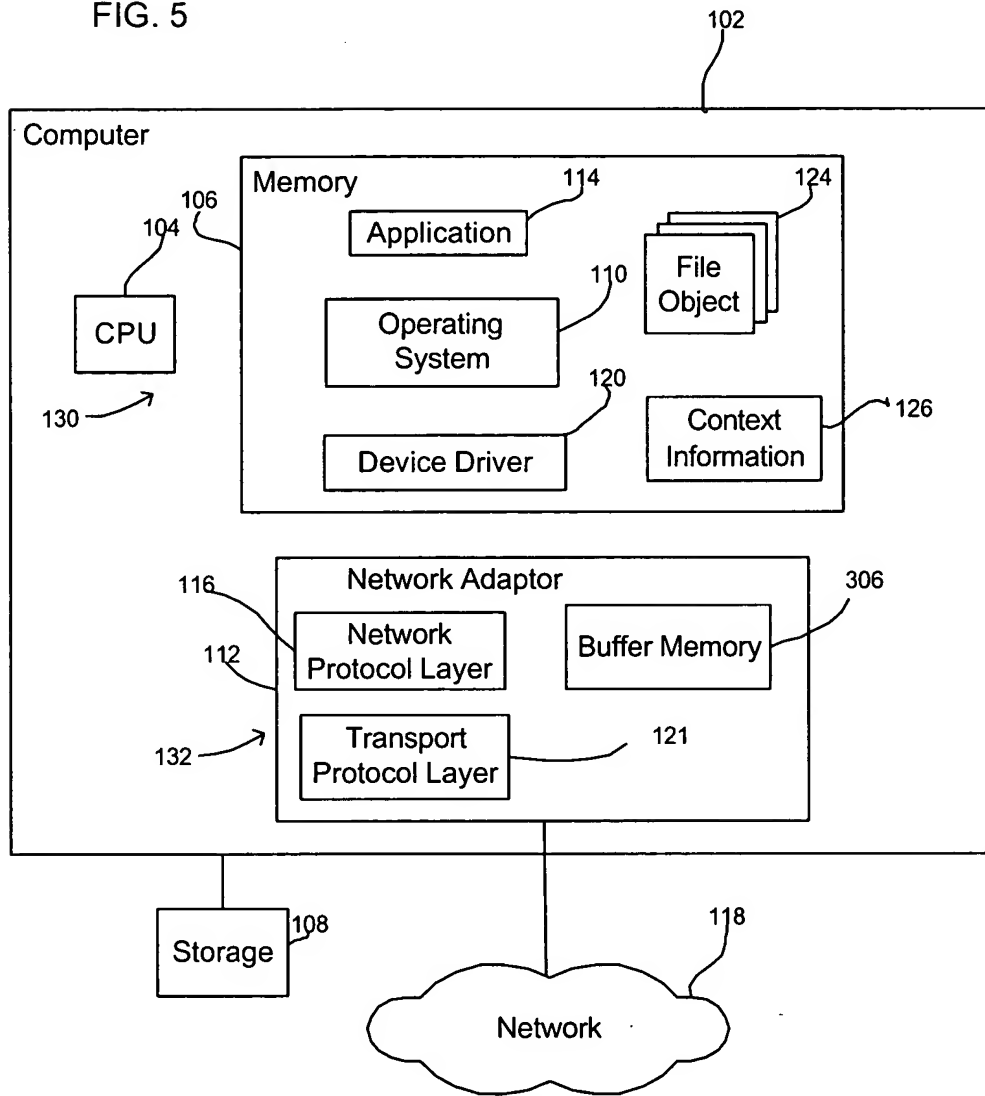 FIG. 5
102
Computer
Memory
114
124
106
104
Application
File
Object
110
CPU
Operating
System
120
130
Context
Information
126
Device Driver
Network Adaptor
116
306
Network
Protocol Layer
Buffer Memory
112
Transport
Protocol Layer
121
132
108
118
Storage
Network